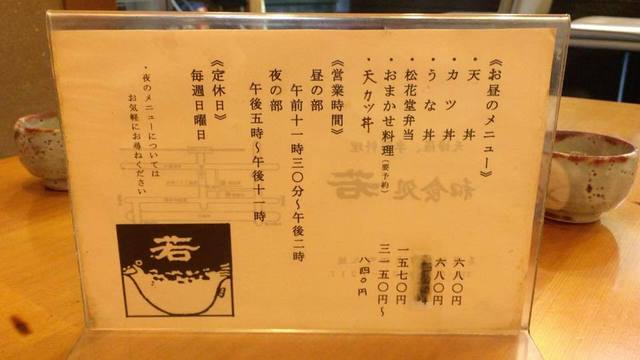 《お昼のメニュー》
・天丼 六八〇円
・カツ丼 六八〇円
・うな丼
・松花堂弁当 一五七〇円
・おまかせ料理(要予約) 三一五〇円～
・天カツ丼 八四〇円
《営業時間》
昼の部
午前十一時三〇分～午後二時
夜の部
午後五時～午後十一時
《定休日》
毎週日曜日
・夜のメニューについては
お気軽にお尋ねください
若
和食処 若